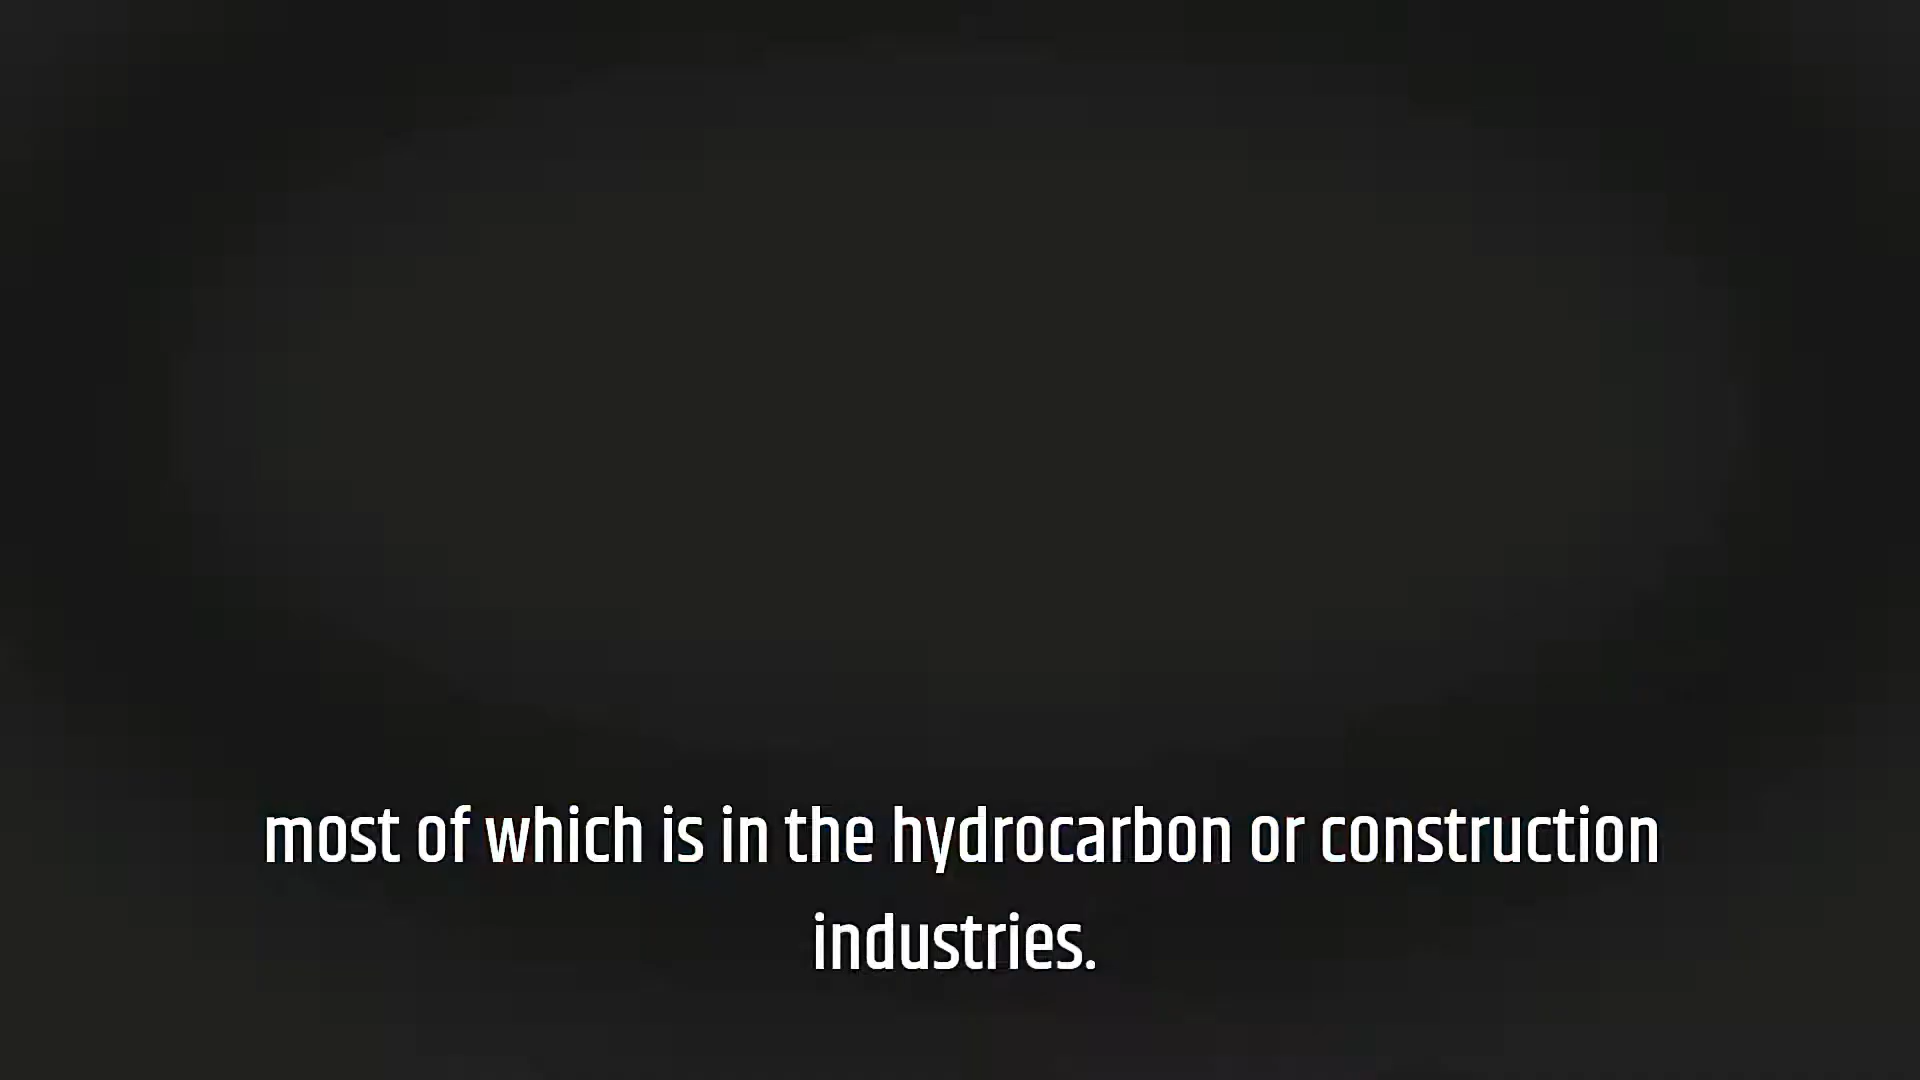 most of which is in the hydrocarbon or construction
industries.